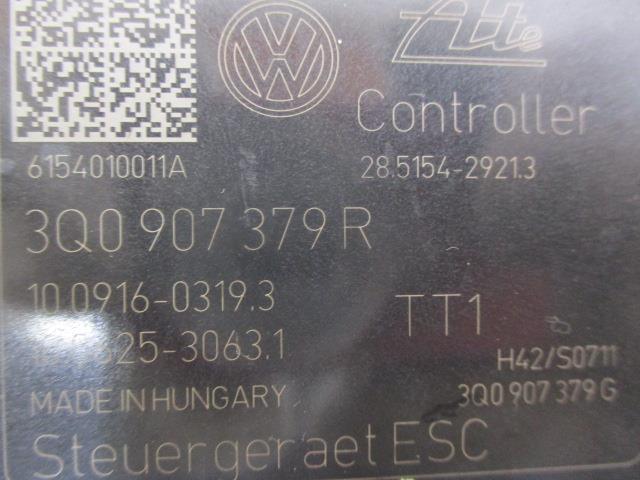 Ate
Controller
6154010011A 28.5154-2921.3
3Q0 907 379 R
10.0916-0319.3
TT1
3063.1
H42/S0711
MADE IN HUNGARY 3Q0 907 379 G
Steuergeraet ESC